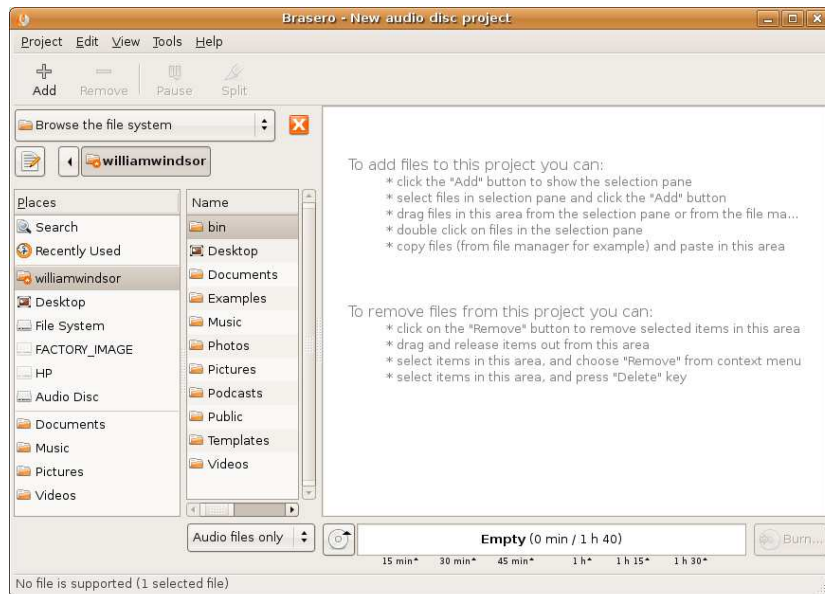 Brasero - New audio disc project
Project Edit View Tools Help
Add Remove Pause Split
Browse the file system
williamwindsor
Places
Search
Recently Used
williamwindsor
Desktop
File System
FACTORY_IMAGE
HP
Audio Disc
Documents
Music
Pictures
Videos
Name
bin
Desktop
Documents
Examples
Music
Photos
Pictures
Podcasts
Public
Templates
Videos
To add files to this project you can:
* click the "Add" button to show the selection pane
* select files in selection pane and click the "Add" button
* drag files in this area from the selection pane or from the file ma...
* double click on files in the selection pane
* copy files (from file manager for example) and paste in this area
To remove files from this project you can:
* click on the "Remove" button to remove selected items in this area
* drag and release items out from this area
* select items in this area, and choose "Remove" from context menu
* select items in this area, and press "Delete" key
Audio files only
Empty (0 min / 1 h 40)
Burn...
15 min 30 min 45 min 1 h 1 h 15 1 h 30
No file is supported (1 selected file)